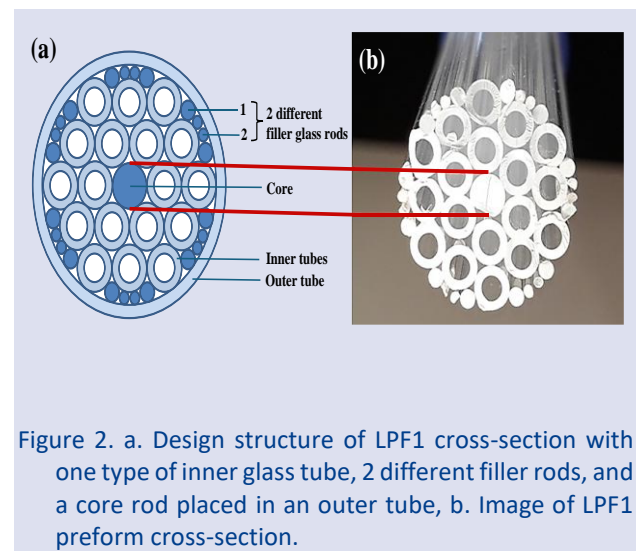 (a)
(b)
1
2 different
2
filler glass rods
Core
Inner tubes
Outer tube
Figure 2. a. Design structure of LPF1 cross-section with
one type of inner glass tube, 2 different filler rods, and
a core rod placed in an outer tube, b. Image of LPF1
preform cross-section.